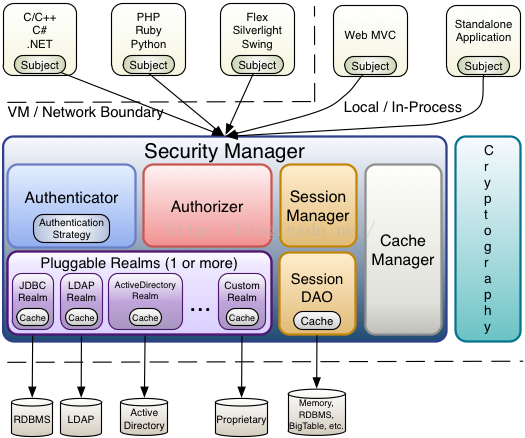 C/C++
C#
.NET
Subject
PHP
Ruby
Python
Subject
Flex
Silverlight
Swing
Subject
Web MVC
Subject
Standalone
Application
Subject
VM / Network Boundary
Local / In-Process
Security Manager
Authenticator
Authentication
Strategy
Authorizer
Session
Manager
Cache
Manager
Cryptography
Pluggable Realms (1 or more)
JDBC
Realm
Cache
LDAP
Realm
Cache
ActiveDirectory
Realm
Cache
...
Custom
Realm
Cache
Session
DAO
Cache
RDBMS
LDAP
Active
Directory
Proprietary
Memory,
RDBMS,
BigTable, etc.